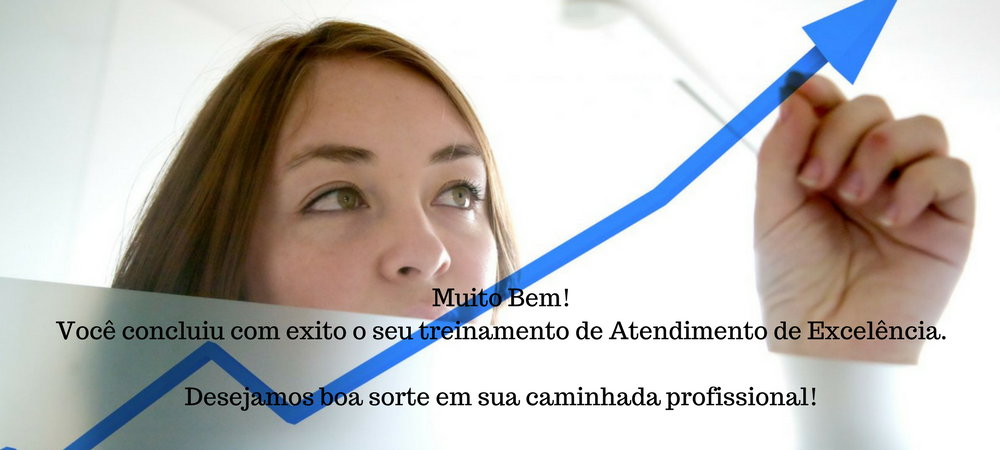 Muito Bem!
Você concluiu com exito o seu treinamento de Atendimento de Excelência.
Desejamos boa sorte em sua caminhada profissional!